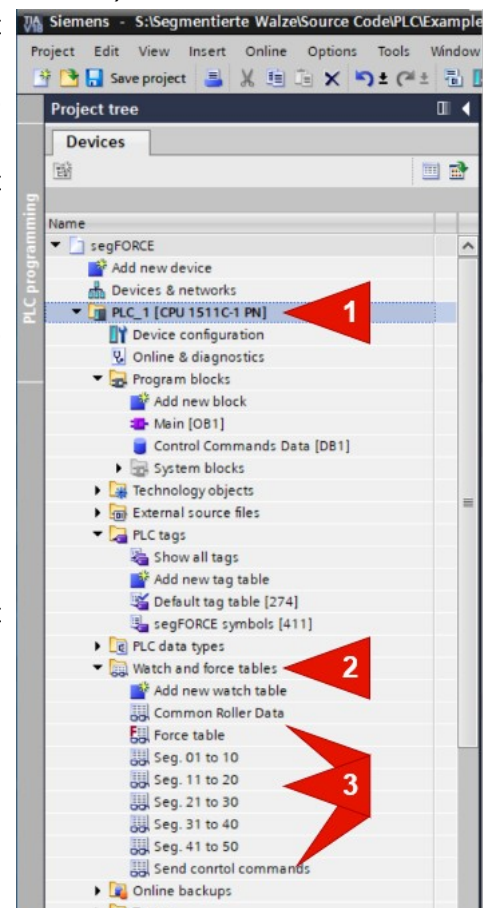 Siemens - S:\Segmentierte Walze\Source Code\PLC\Example
Project Edit View Insert Online Options Tools Window
Save project
Project tree
Devices
PLC programming
Name
segFORCE
Add new device
Devices & networks
PLC_1 [CPU 1511C-1 PN]
1
Device configuration
Online & diagnostics
Program blocks
Add new block
Main [OB1]
Control Commands Data [DB1]
System blocks
Technology objects
External source files
PLC tags
Show all tags
Add new tag table
Default tag table [274]
segFORCE symbols [411]
PLC data types
Watch and force tables
2
Add new watch table
Common Roller Data
Force table
Seg. 01 to 10
Seg. 11 to 20
3
Seg. 21 to 30
Seg. 31 to 40
Seg. 41 to 50
Send conrtol commands
Online backups